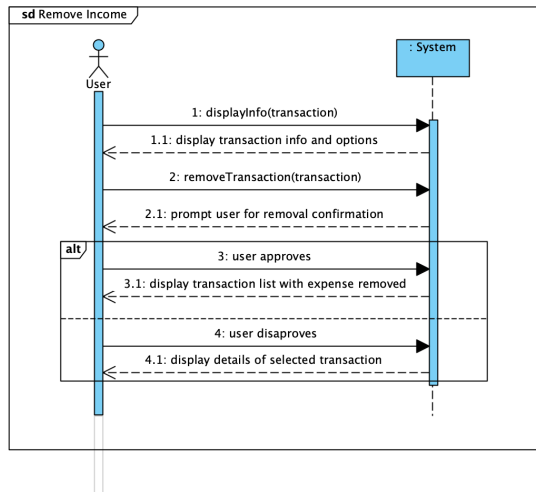 sd Remove Income
: System
User
1: displayInfo(transaction)
1.1: display transaction info and options
2: removeTransaction(transaction)
2.1: prompt user for removal confirmation
alt
3: user approves
3.1: display transaction list with expense removed
4: user disaproves
4.1: display details of selected transaction